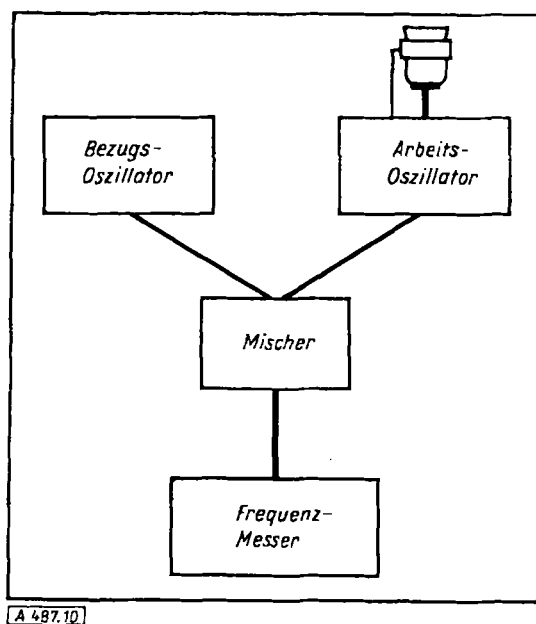 Bezugs-
Oszillator
Arbeits-
Oszillator
Mischer
Frequenz-
Messer
A 487.10